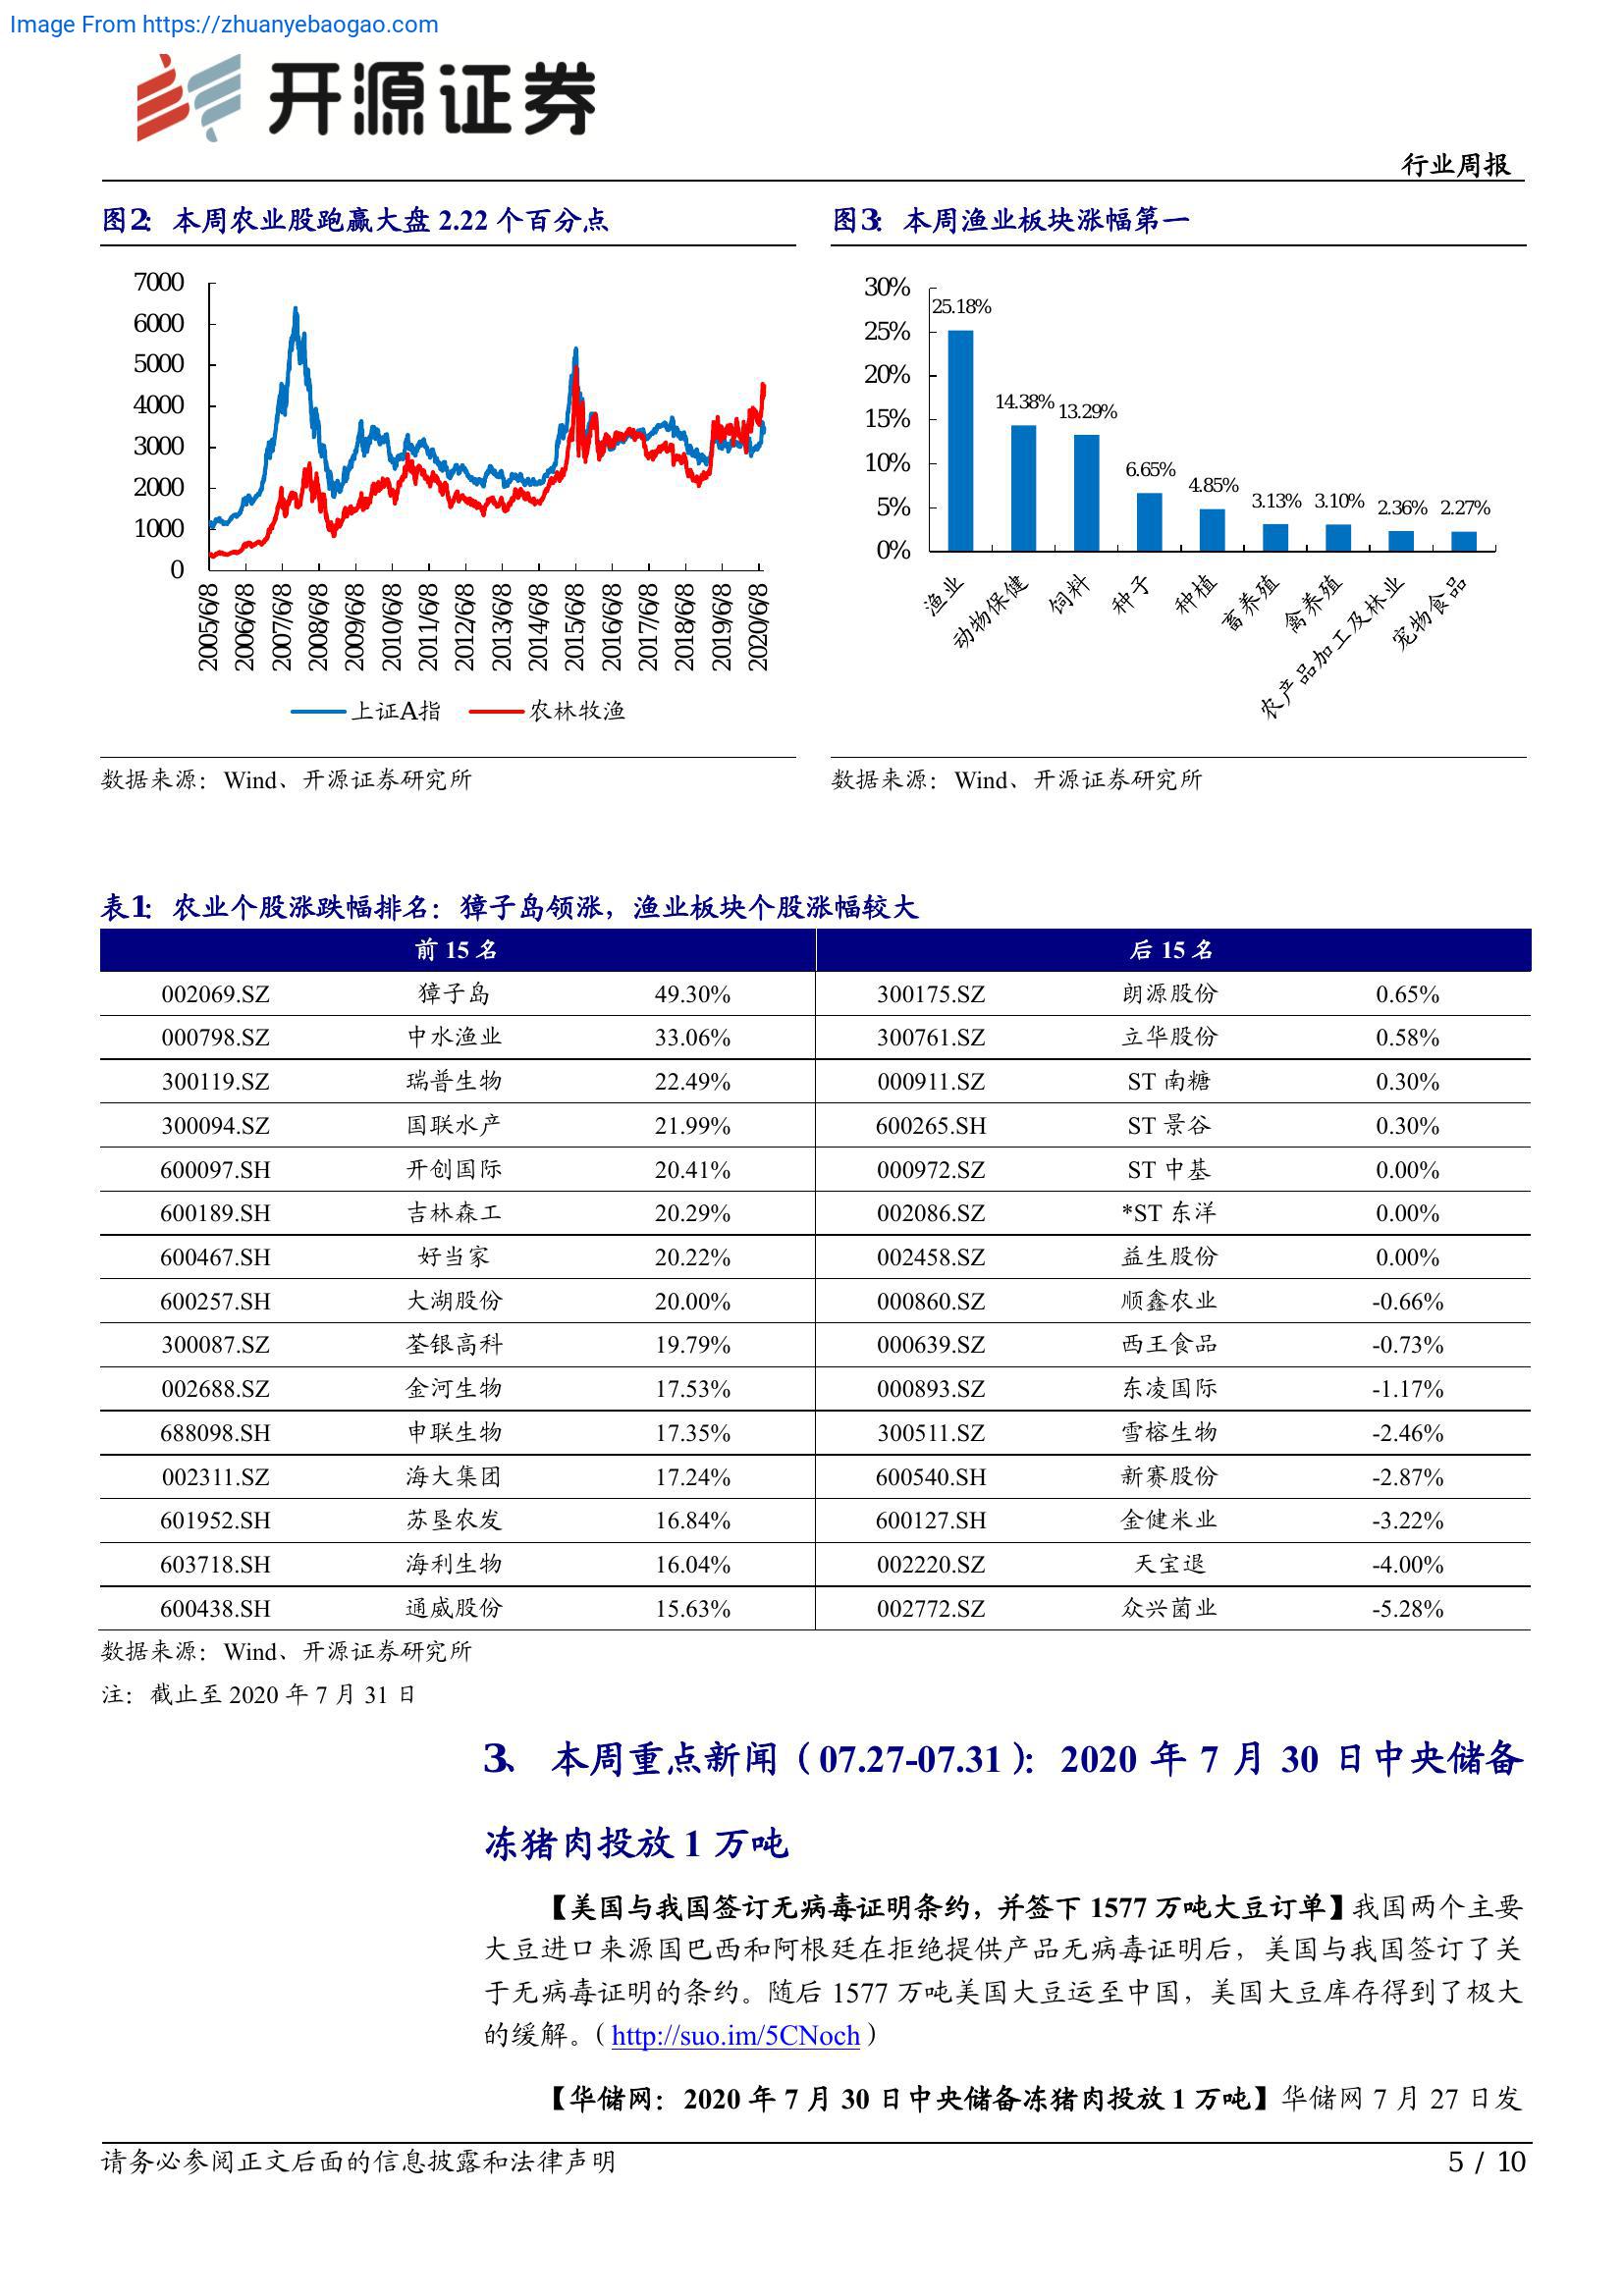 Image From https://zhuanyebaogao.com
开源证券
行业周报
图2： 本周农业股跑赢大盘 2.22 个百分点
7000
6000
5000
4000
3000
2000
1000
0
2005/6/8
2006/6/8
2007/6/8
2008/6/8
2009/6/8
2010/6/8
2011/6/8
2012/6/8
2013/6/8
2014/6/8
2015/6/8
2016/6/8
2017/6/8
2018/6/8
2019/6/8
2020/6/8
上证A指 农林牧渔
数据来源：Wind、开源证券研究所
图3： 本周渔业板块涨幅第一
30%
25%
20%
15%
10%
5%
0%
25.18%
14.38%
13.29%
6.65%
4.85%
3.13%
3.10%
2.36%
2.27%
渔业
动物保健
饲料
种子
种植
畜养殖
禽养殖
农产品加工及林业
宠物食品
数据来源：Wind、开源证券研究所
表1： 农业个股涨跌幅排名：獐子岛领涨，渔业板块个股涨幅较大
前 15 名 后 15 名
002069.SZ 獐子岛 49.30% 300175.SZ 朗源股份 0.65%
000798.SZ 中水渔业 33.06% 300761.SZ 立华股份 0.58%
300119.SZ 瑞普生物 22.49% 000911.SZ ST 南糖 0.30%
300094.SZ 国联水产 21.99% 600265.SH ST 景谷 0.30%
600097.SH 开创国际 20.41% 000972.SZ ST 中基 0.00%
600189.SH 吉林森工 20.29% 002086.SZ *ST 东洋 0.00%
600467.SH 好当家 20.22% 002458.SZ 益生股份 0.00%
600257.SH 大湖股份 20.00% 000860.SZ 顺鑫农业 -0.66%
300087.SZ 荃银高科 19.79% 000639.SZ 西王食品 -0.73%
002688.SZ 金河生物 17.53% 000893.SZ 东凌国际 -1.17%
688098.SH 申联生物 17.35% 300511.SZ 雪榕生物 -2.46%
002311.SZ 海大集团 17.24% 600540.SH 新赛股份 -2.87%
601952.SH 苏垦农发 16.84% 600127.SH 金健米业 -3.22%
603718.SH 海利生物 16.04% 002220.SZ 天宝退 -4.00%
600438.SH 通威股份 15.63% 002772.SZ 众兴菌业 -5.28%
数据来源：Wind、开源证券研究所
注：截止至 2020 年 7 月 31 日
3、 本周重点新闻（07.27-07.31）：2020 年 7 月 30 日中央储备
冻猪肉投放 1 万吨
【美国与我国签订无病毒证明条约，并签下 1577 万吨大豆订单】我国两个主要
大豆进口来源国巴西和阿根廷在拒绝提供产品无病毒证明后，美国与我国签订了关
于无病毒证明的条约。随后 1577 万吨美国大豆运至中国，美国大豆库存得到了极大
的缓解。（http://suo.im/5CNoch）
【华储网：2020 年 7 月 30 日中央储备冻猪肉投放 1 万吨】华储网 7 月 27 日发
请务必参阅正文后面的信息披露和法律声明 5 / 10